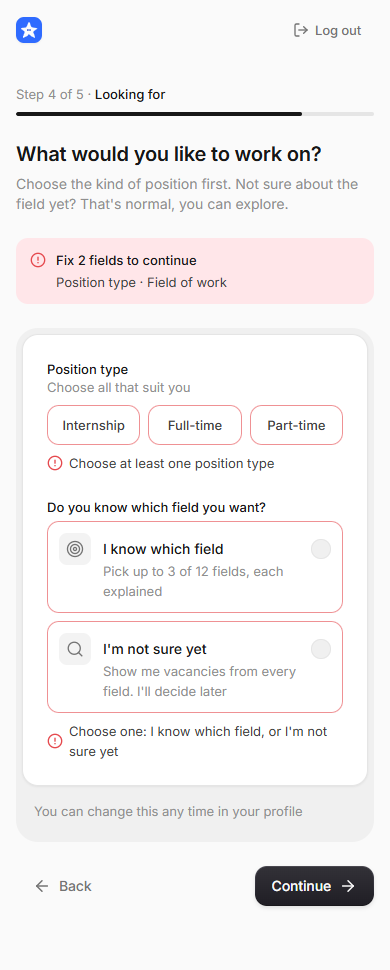 Log out
Step 4 of 5 · Looking for
What would you like to work on?
Choose the kind of position first. Not sure about the
field yet? That's normal, you can explore.
Fix 2 fields to continue
Position type · Field of work
Position type
Choose all that suit you
Internship
Full-time
Part-time
Choose at least one position type
Do you know which field you want?
I know which field
Pick up to 3 of 12 fields, each
explained
I'm not sure yet
Show me vacancies from every
field. I'll decide later
Choose one: I know which field, or I'm not
sure yet
You can change this any time in your profile
Back
Continue